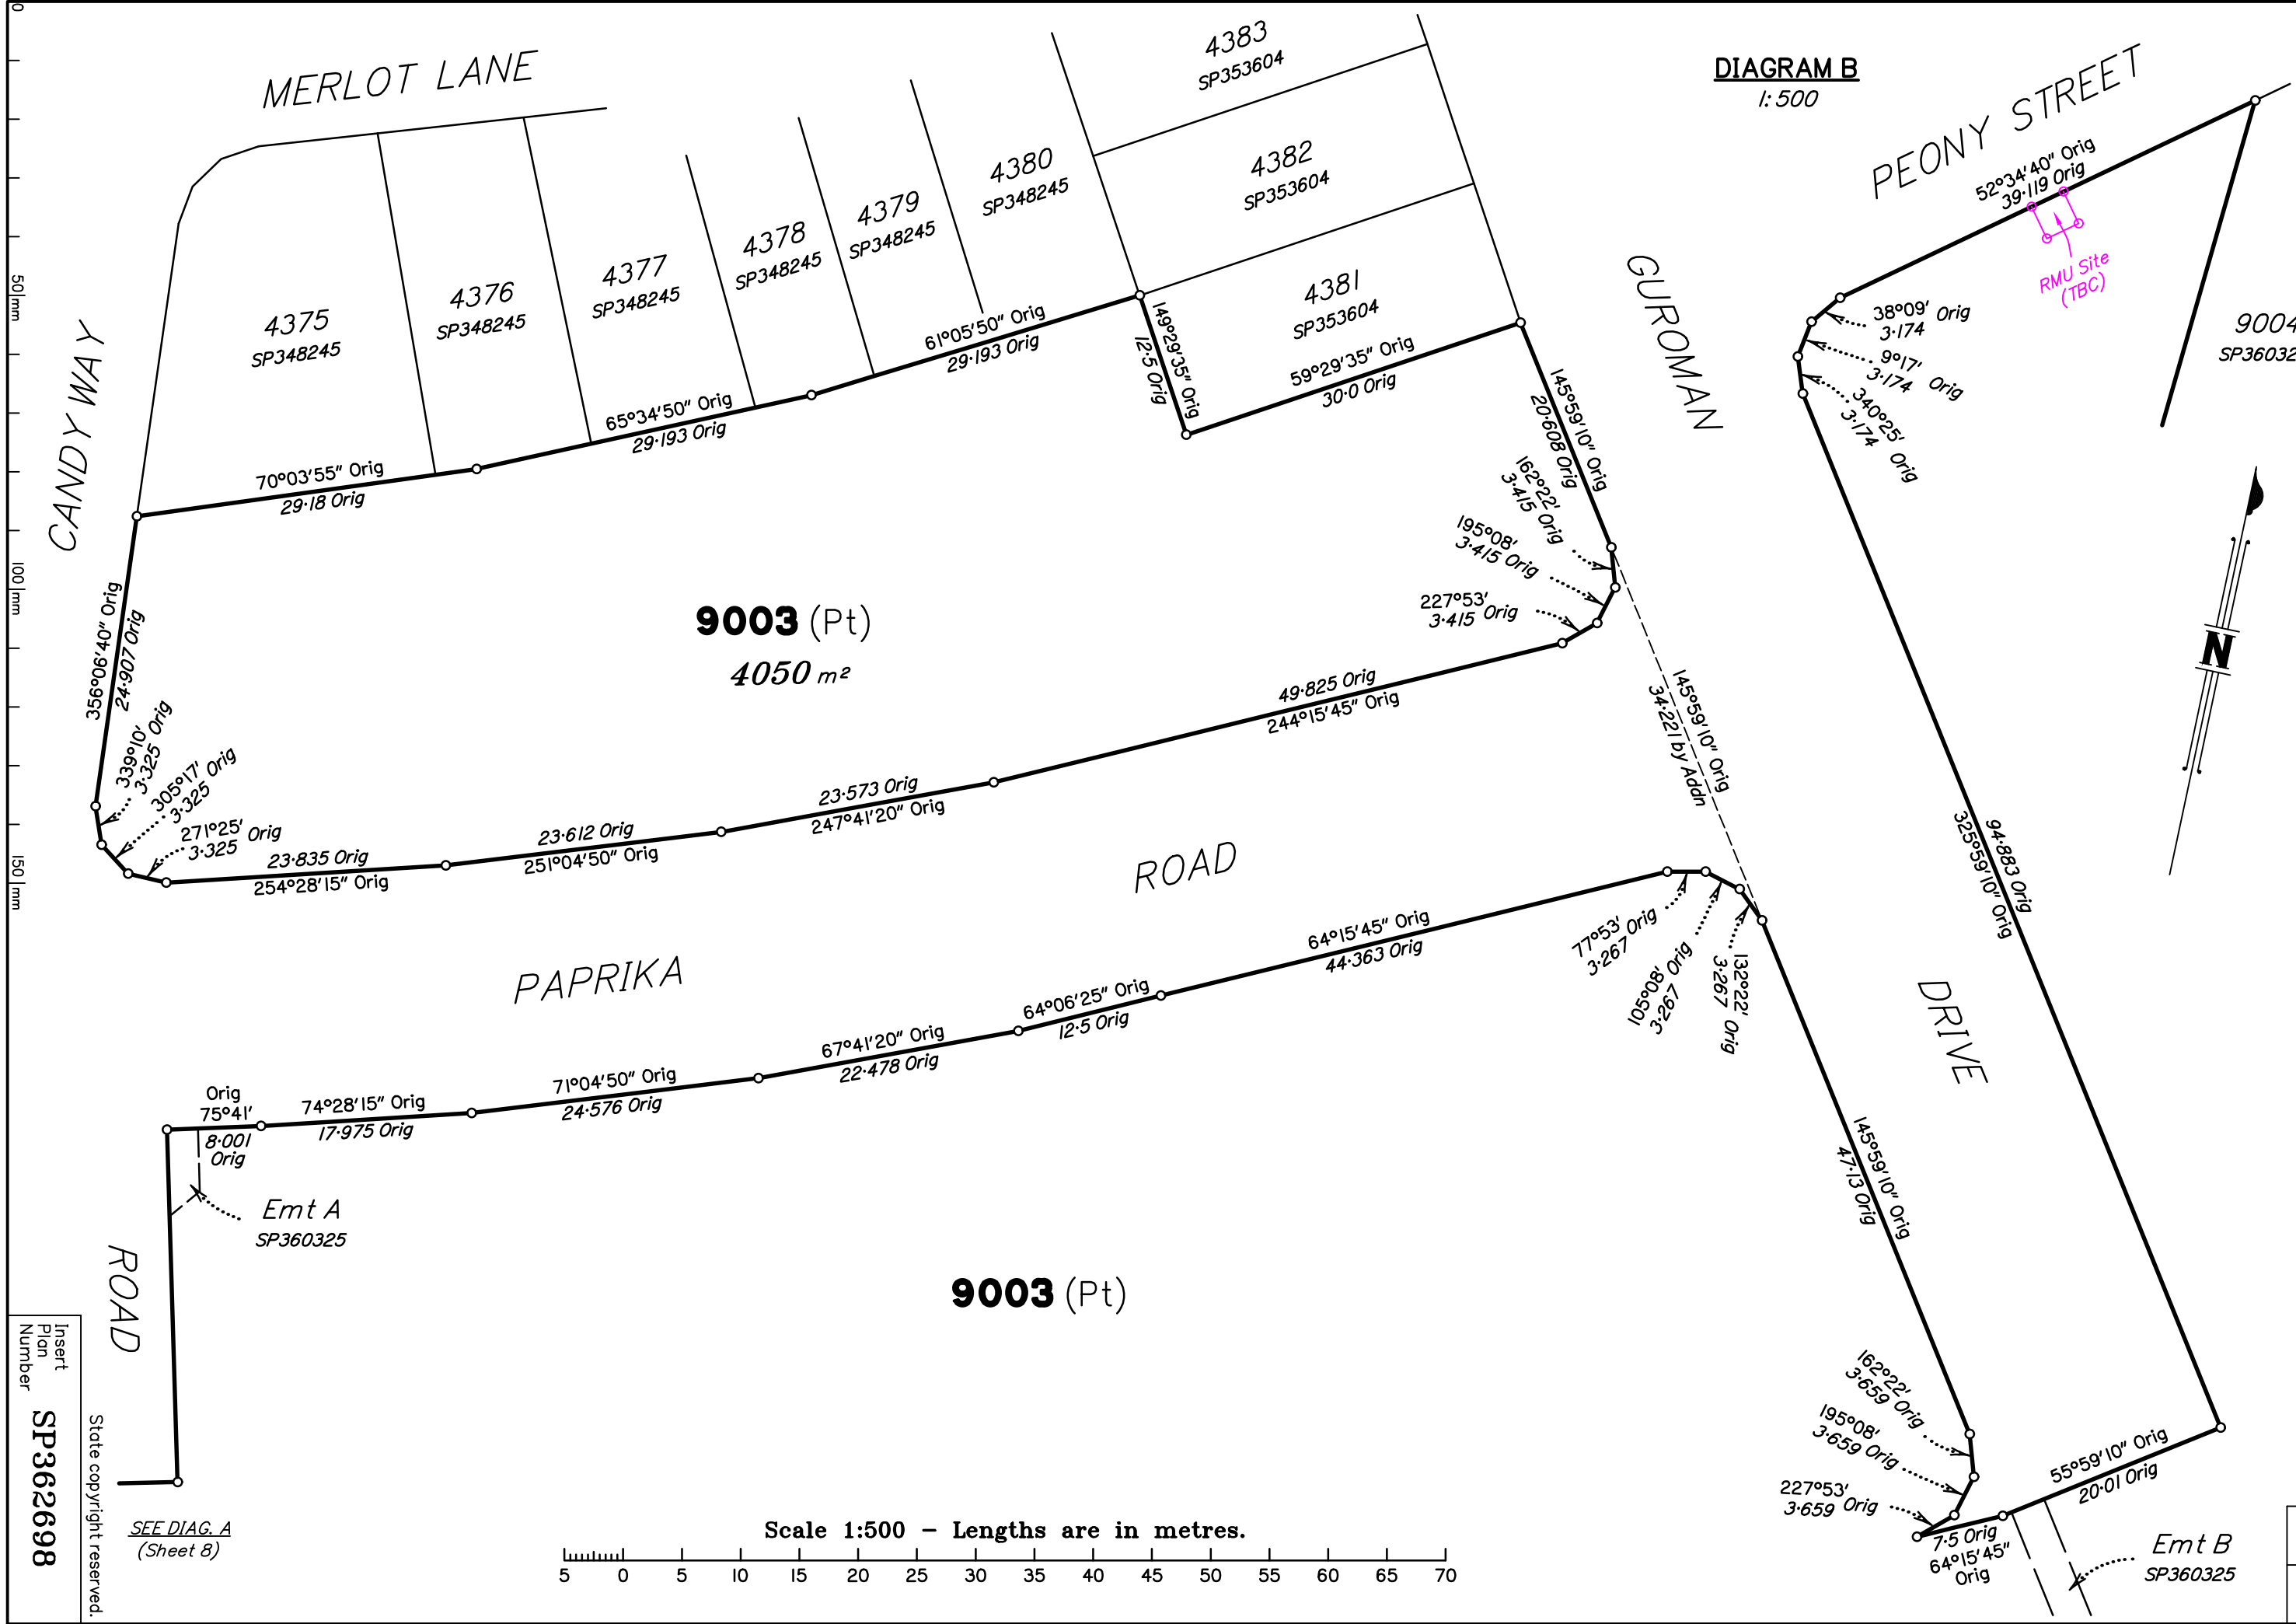 0
50 mm
100 mm
150 mm
MERLOT LANE
CANDY WAY
DIAGRAM B
1:500
PEONY STREET
52°34'40" Orig
39·119 Orig
RMU Site
(TBC)
38°09' Orig
3·174
9°17' Orig
3·174
340°25' Orig
3·174
9004
4383
SP353604
4382
SP353604
4381
SP353604
4380
SP348245
4379
SP348245
4378
SP348245
4377
SP348245
4376
SP348245
4375
SP348245
GUROMAN
DRIVE
61°05'50" Orig
29·193 Orig
65°34'50" Orig
29·193 Orig
70°03'55" Orig
29·18 Orig
149°29'35" Orig
12·5 Orig
59°29'35" Orig
30·0 Orig
145°59'10" Orig
20·608 Orig
162°22'
3·415 Orig
195°08'
3·415 Orig
227°53'
3·415 Orig
9003 (Pt)
4050 m²
356°06'40" Orig
24·907 Orig
339°10' Orig
3·325
305°17' Orig
3·325
271°25' Orig
3·325
23·835 Orig
254°28'15" Orig
23·612 Orig
251°04'50" Orig
23·573 Orig
247°41'20" Orig
49·825 Orig
244°15'45" Orig
145°59'10" Orig
34·221 by Addn
94·883 Orig
325°59'10" Orig
N
PAPRIKA
ROAD
77°53' Orig
3·267
105°08' Orig
3·267
132°22'
3·267 Orig
64°15'45" Orig
44·363 Orig
64°06'25" Orig
12·5 Orig
67°41'20" Orig
22·478 Orig
71°04'50" Orig
24·576 Orig
74°28'15" Orig
17·975 Orig
Orig
75°41'
8·001
Orig
Emt A
SP360325
ROAD
9003 (Pt)
145°59'10" Orig
47·13 Orig
162°22'
3·659 Orig
195°08'
3·659 Orig
227°53'
3·659 Orig
55°59'10" Orig
20·01 Orig
7·5 Orig
64°15'45"
Orig
Emt B
SP360325
Scale 1:500 – Lengths are in metres.
5 0 5 10 15 20 25 30 35 40 45 50 55 60 65 70
SEE DIAG. A
(Sheet 8)
State copyright reserved.
Insert
Plan
Number
SP362698